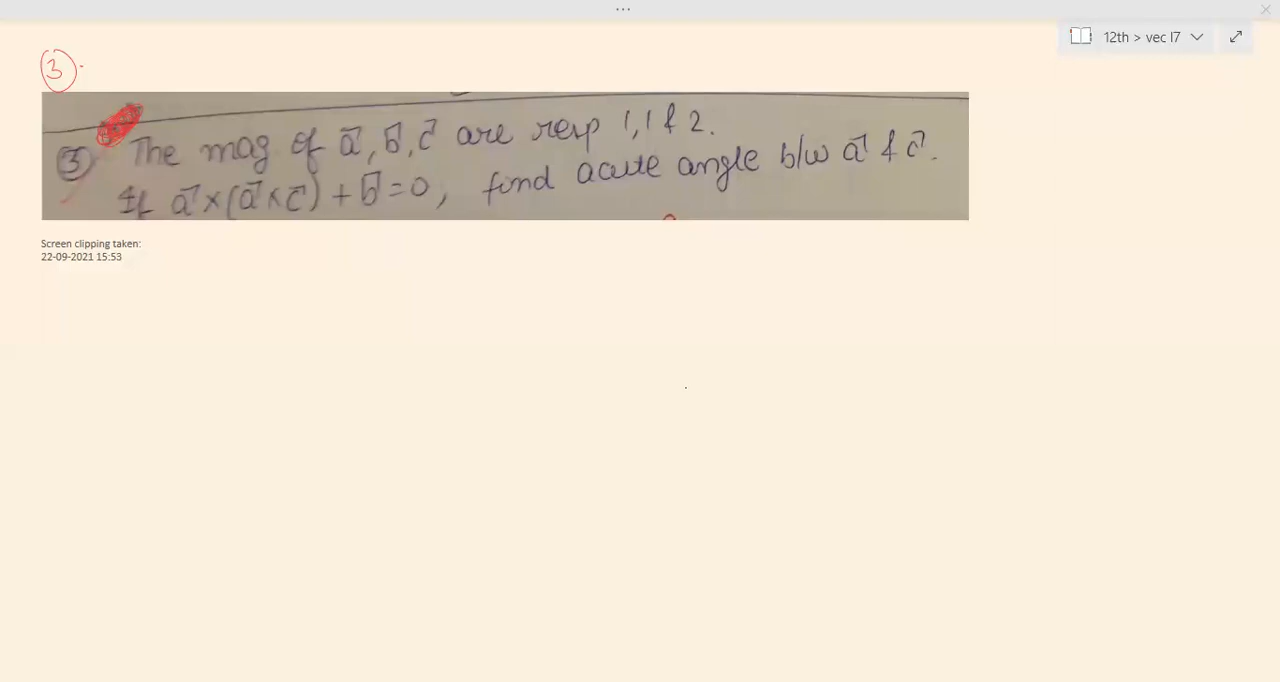 ...
12th > vec l7
3
③ The mag of a⃗, b⃗, c⃗ are resp 1, 1 & 2.
If a⃗×(a⃗×c⃗) + b⃗ = 0, find acute angle b/w a⃗ & c⃗.
Screen clipping taken:
22-09-2021 15:53